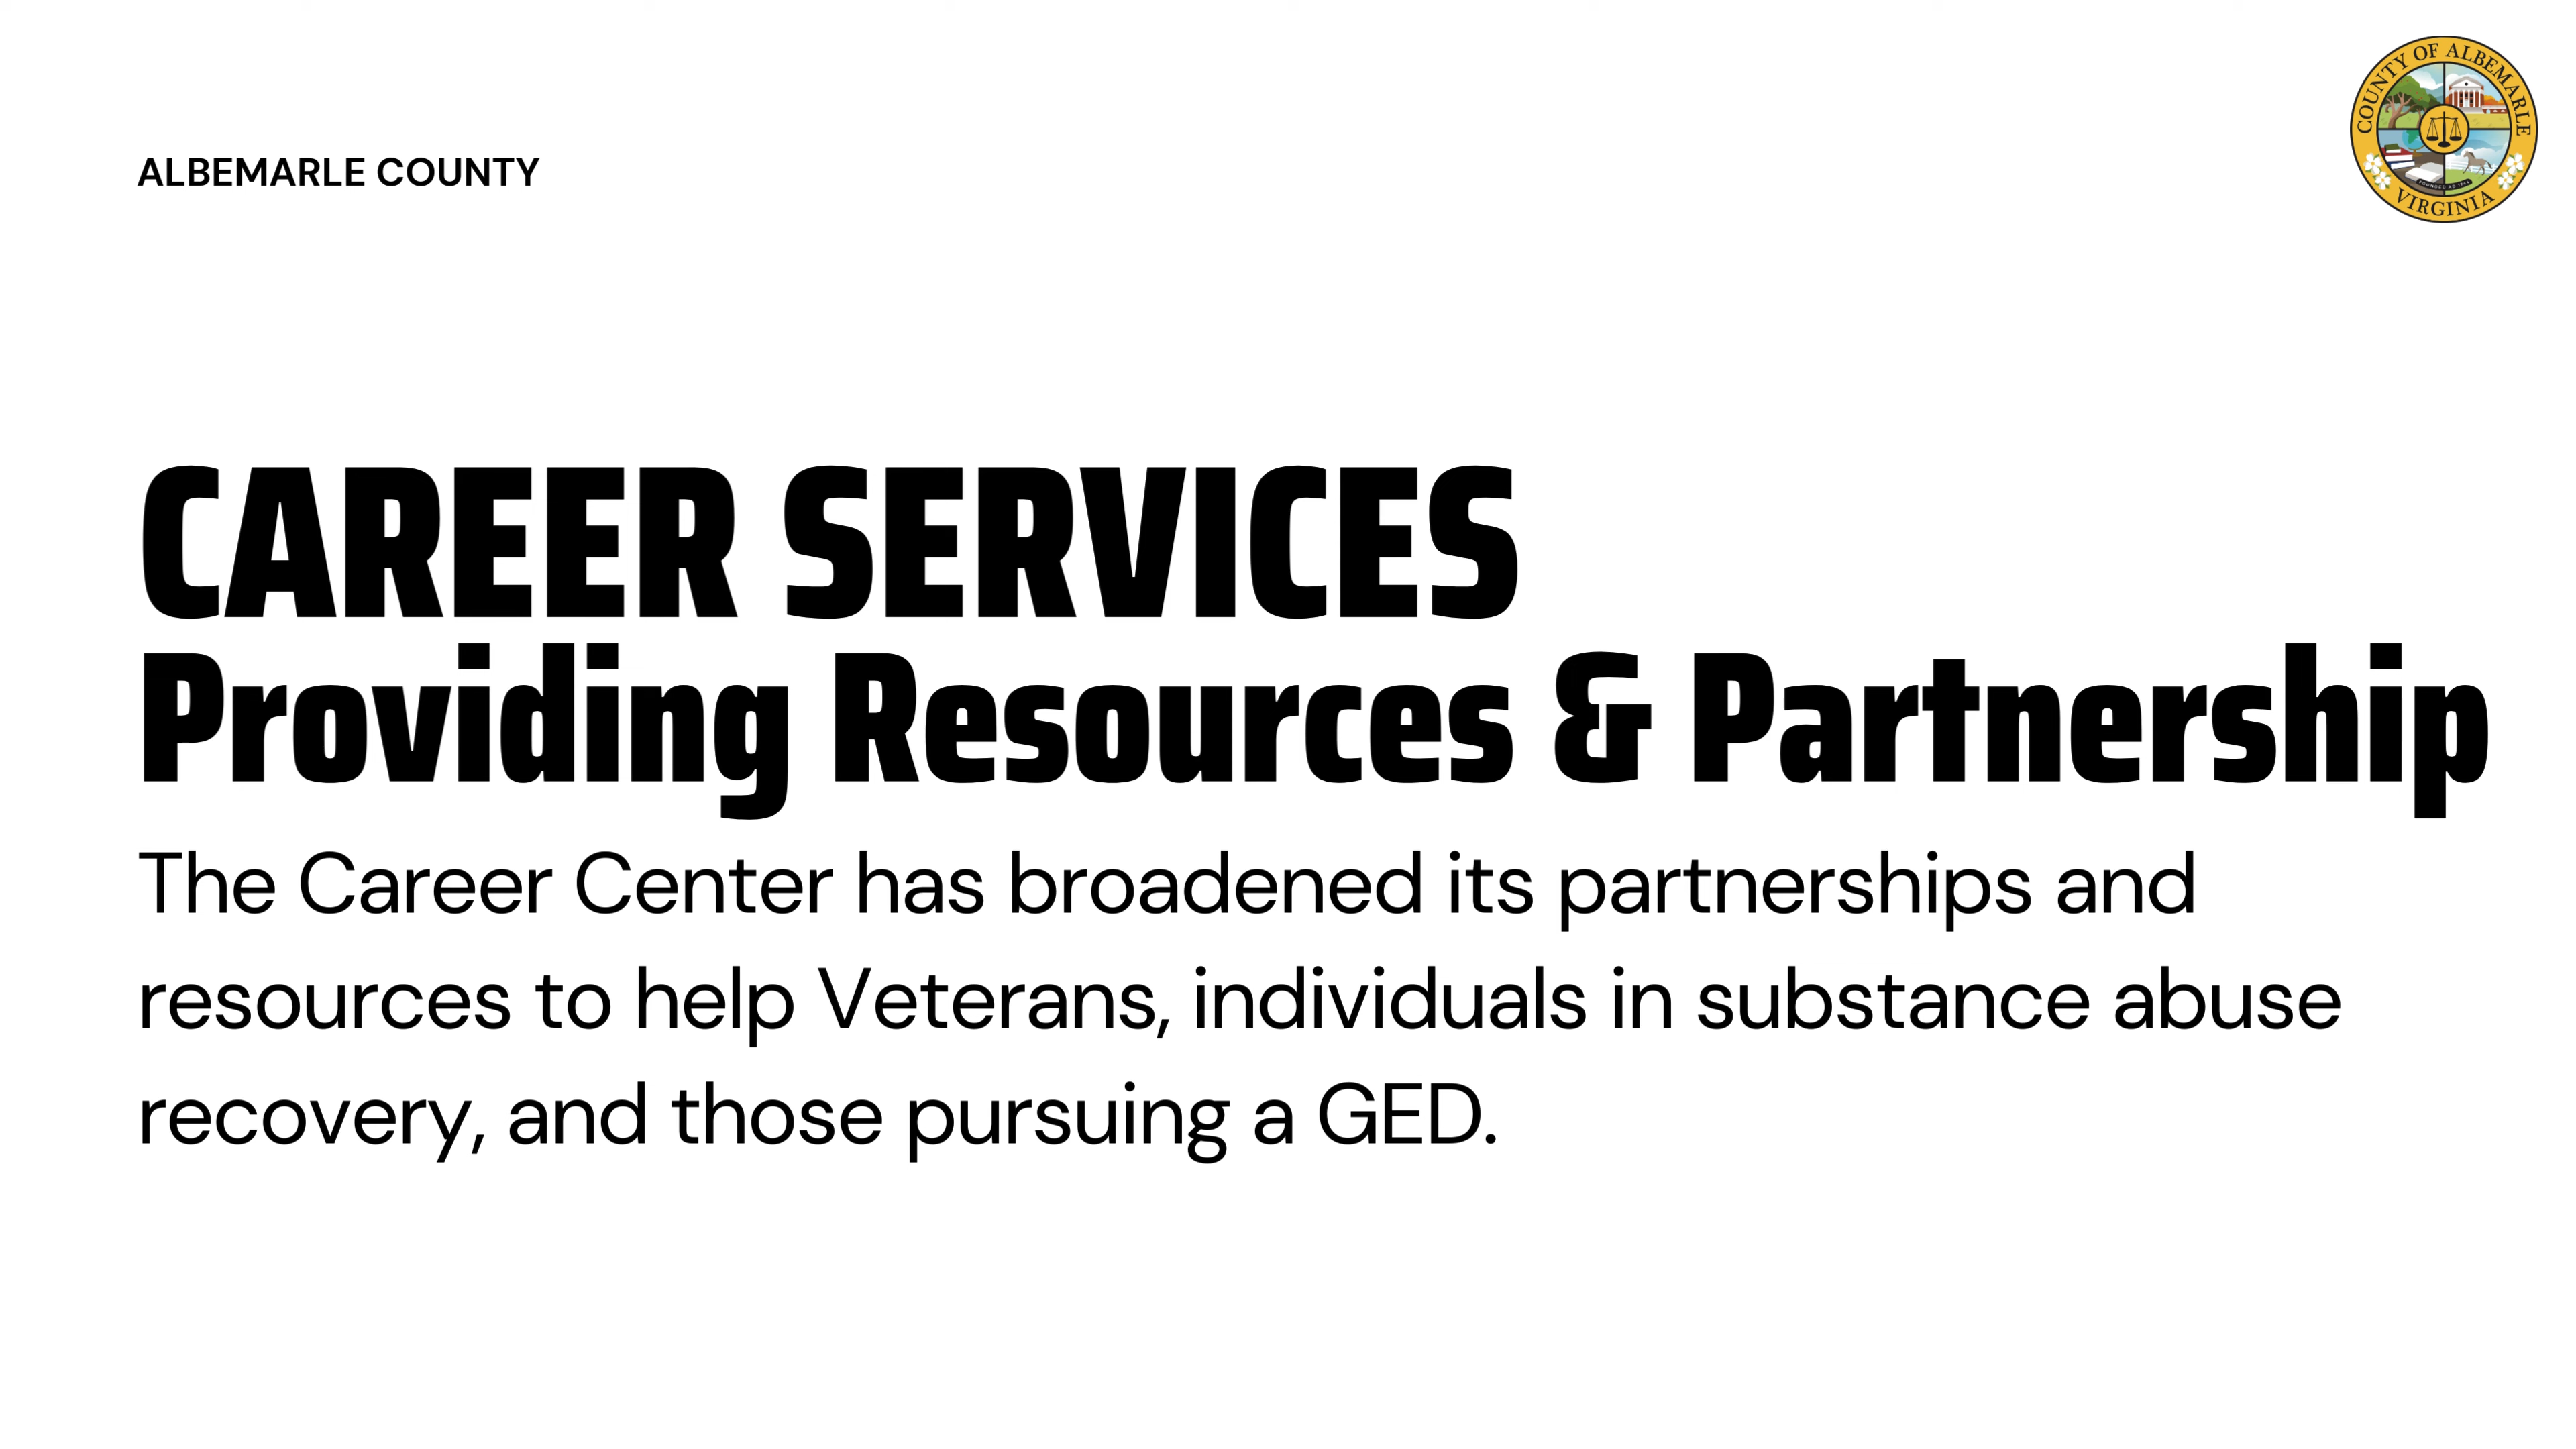 COUNTY OF ALBEMARLE
VIRGINIA
ALBEMARLE COUNTY
CAREER SERVICES
Providing Resources & Partnership
The Career Center has broadened its partnerships and
resources to help Veterans, individuals in substance abuse
recovery, and those pursuing a GED.